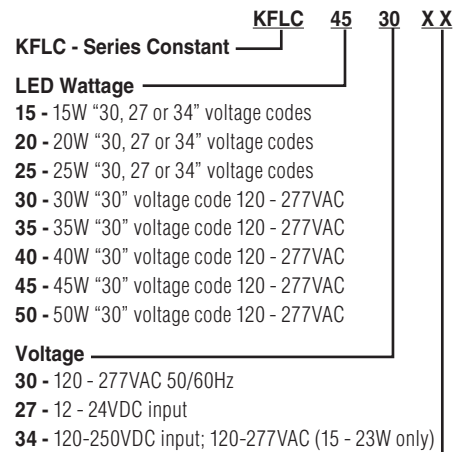 KFLC 45 30 X X
KFLC - Series Constant
LED Wattage
15 - 15W “30, 27 or 34” voltage codes
20 - 20W “30, 27 or 34” voltage codes
25 - 25W “30, 27 or 34” voltage codes
30 - 30W “30” voltage code 120 - 277VAC
35 - 35W “30” voltage code 120 - 277VAC
40 - 40W “30” voltage code 120 - 277VAC
45 - 45W “30” voltage code 120 - 277VAC
50 - 50W “30” voltage code 120 - 277VAC
Voltage
30 - 120 - 277VAC 50/60Hz
27 - 12 - 24VDC input
34 - 120-250VDC input; 120-277VAC (15 - 23W only)